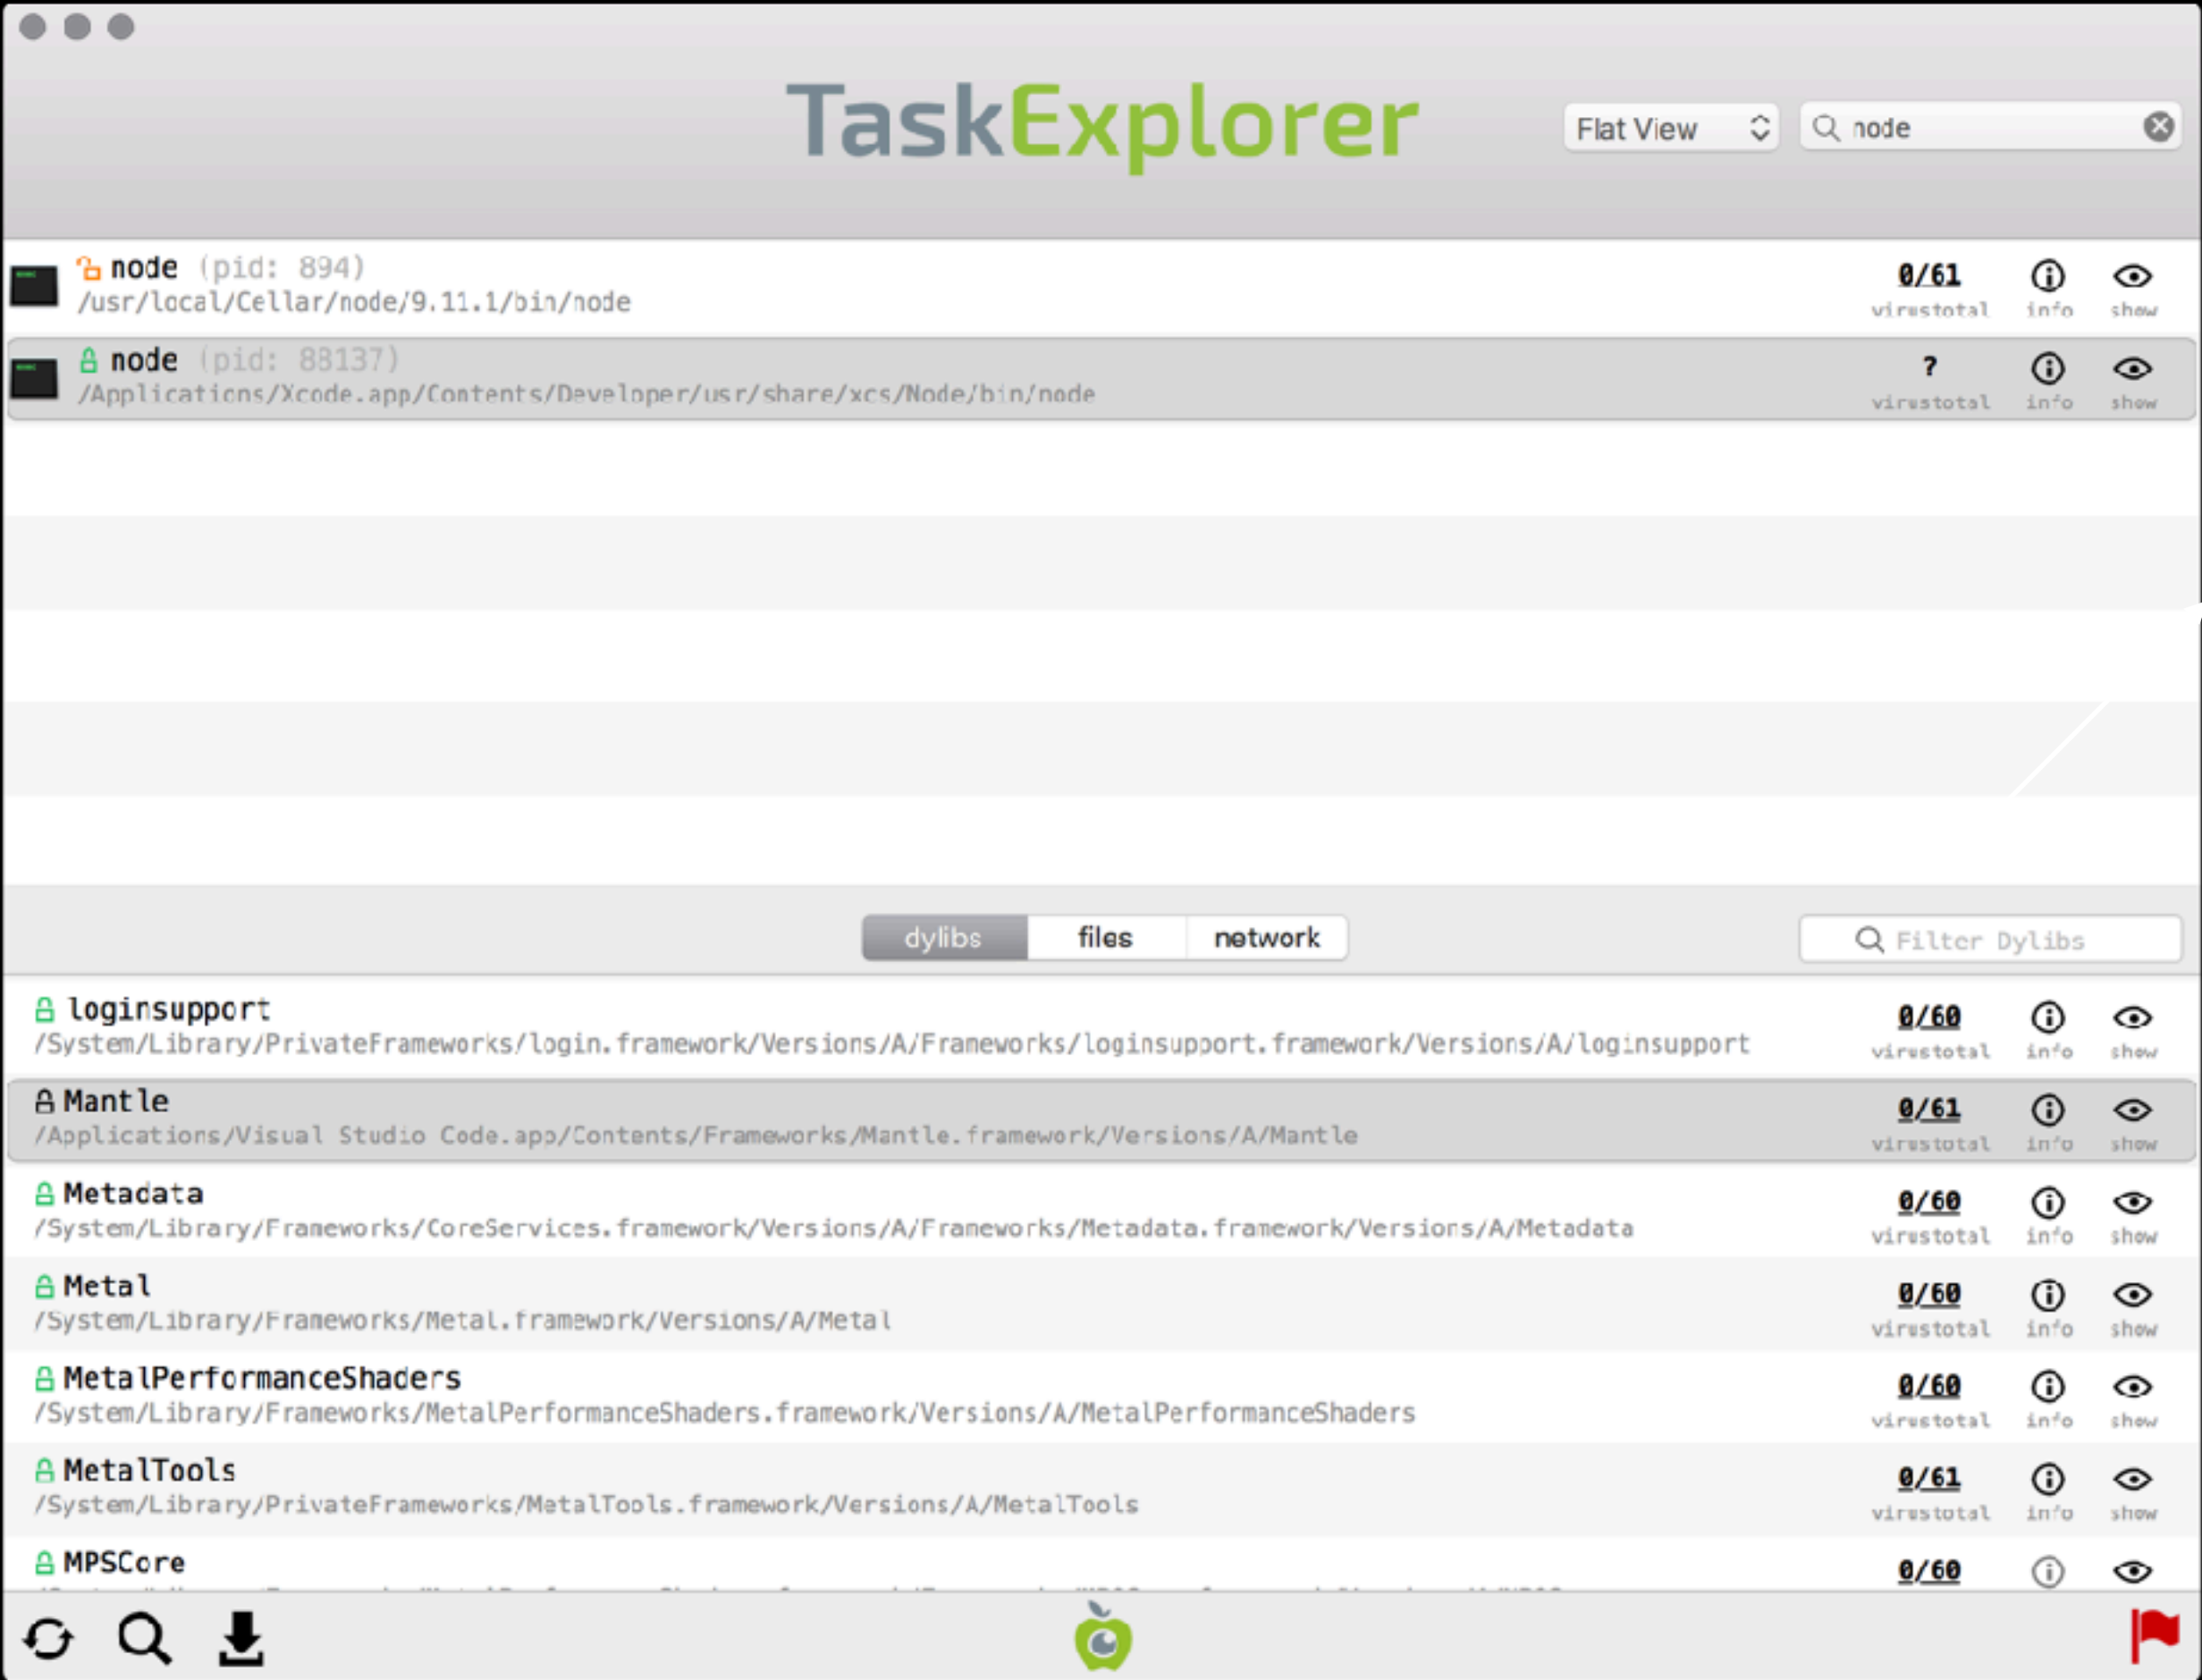 TaskExplorer
Flat View
node
node (pid: 894)
/usr/local/Cellar/node/9.11.1/bin/node
0/61
virustotal
info
show
node (pid: 88137)
/Applications/Xcode.app/Contents/Developer/usr/share/xcs/Node/bin/node
?
virustotal
info
show
dylibs
files
network
Filter Dylibs
loginsupport
/System/Library/PrivateFrameworks/login.framework/Versions/A/Frameworks/loginsupport.framework/Versions/A/loginsupport
0/60
virustotal
info
show
Mantle
/Applications/Visual Studio Code.app/Contents/Frameworks/Mantle.framework/Versions/A/Mantle
0/61
virustotal
info
show
Metadata
/System/Library/Frameworks/CoreServices.framework/Versions/A/Frameworks/Metadata.framework/Versions/A/Metadata
0/60
virustotal
info
show
Metal
/System/Library/Frameworks/Metal.framework/Versions/A/Metal
0/60
virustotal
info
show
MetalPerformanceShaders
/System/Library/Frameworks/MetalPerformanceShaders.framework/Versions/A/MetalPerformanceShaders
0/60
virustotal
info
show
MetalTools
/System/Library/PrivateFrameworks/MetalTools.framework/Versions/A/MetalTools
0/61
virustotal
info
show
MPSCore
0/60